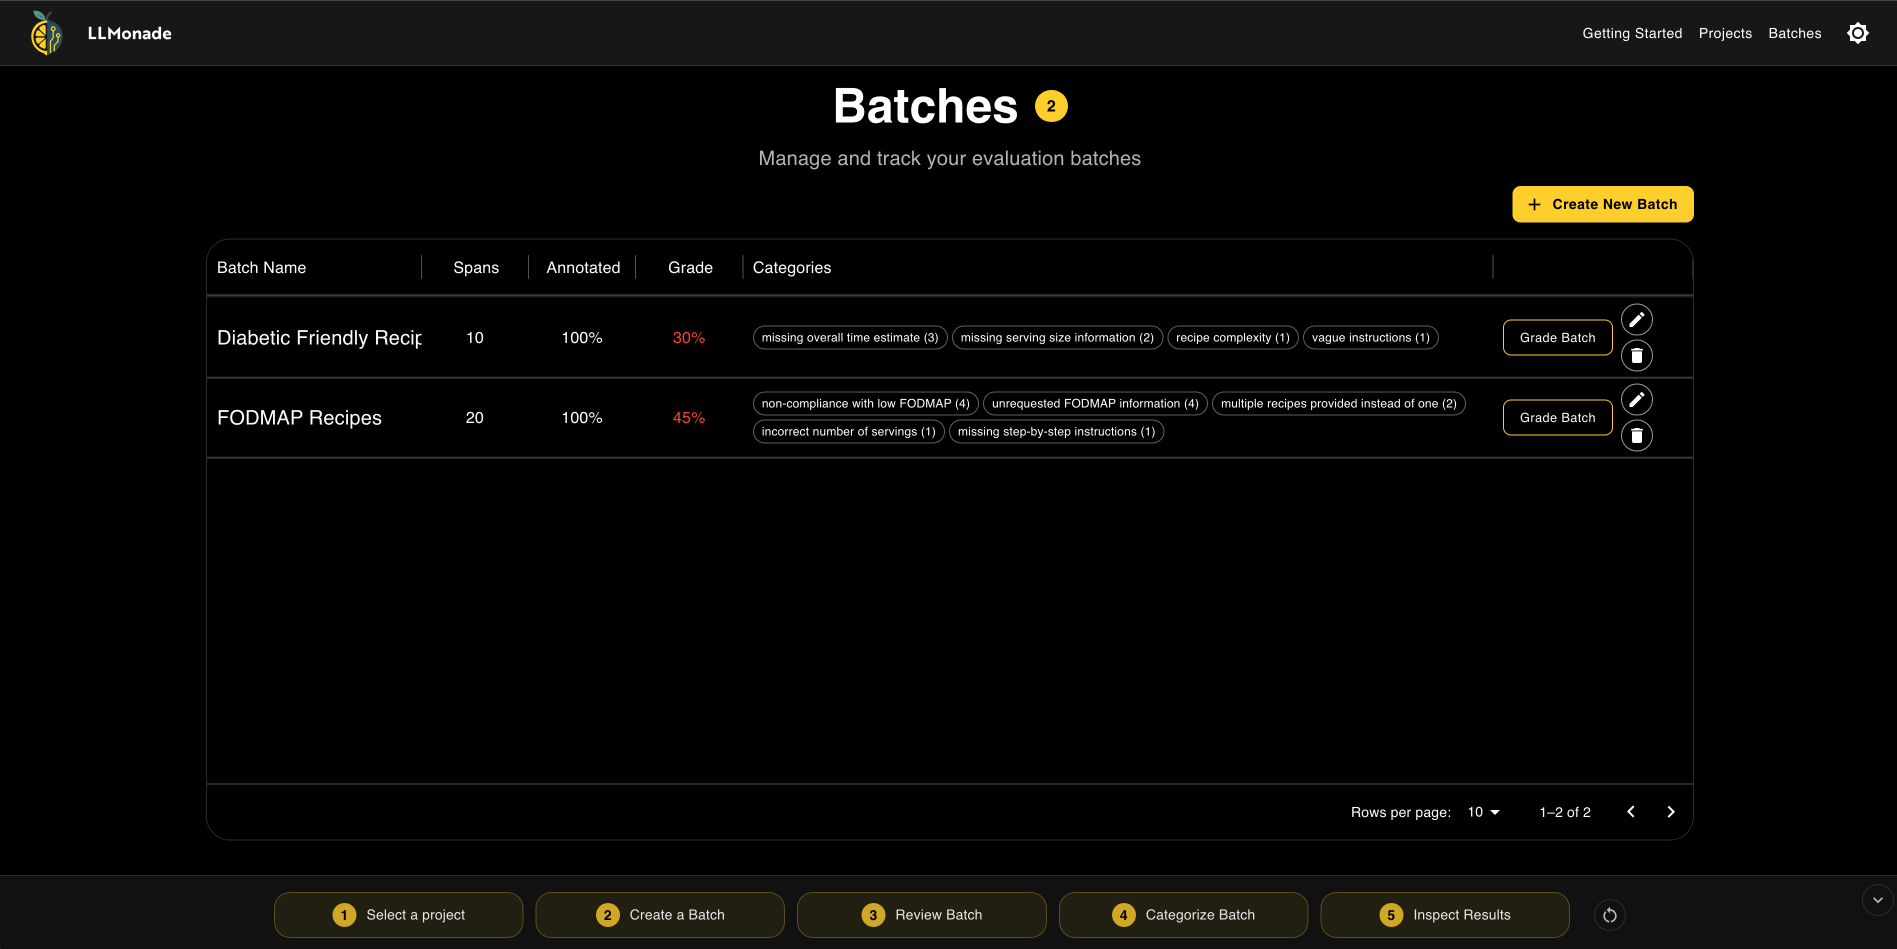 LLMonade
Getting Started Projects Batches
Batches 2
Manage and track your evaluation batches
+ Create New Batch
Batch Name Spans Annotated Grade Categories
Diabetic Friendly Recip 10 100% 30% missing overall time estimate (3) missing serving size information (2) recipe complexity (1) vague instructions (1) Grade Batch
FODMAP Recipes 20 100% 45% non-compliance with low FODMAP (4) unrequested FODMAP information (4) multiple recipes provided instead of one (2) Grade Batch
incorrect number of servings (1) missing step-by-step instructions (1)
Rows per page: 10 1–2 of 2
1 Select a project 2 Create a Batch 3 Review Batch 4 Categorize Batch 5 Inspect Results